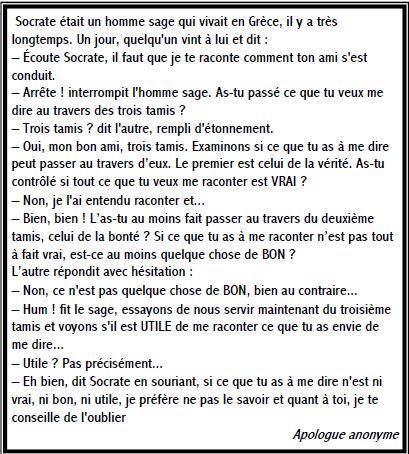 Socrate était un homme sage qui vivait en Grèce, il y a très
longtemps. Un jour, quelqu'un vint à lui et dit :
– Écoute Socrate, il faut que je te raconte comment ton ami s'est
conduit.
– Arrête ! interrompit l'homme sage. As-tu passé ce que tu veux me
dire au travers des trois tamis ?
– Trois tamis ? dit l'autre, rempli d'étonnement.
– Oui, mon bon ami, trois tamis. Examinons si ce que tu as à me dire
peut passer au travers d'eux. Le premier est celui de la vérité. As-tu
contrôlé si tout ce que tu veux me raconter est VRAI ?
– Non, je l'ai entendu raconter et...
– Bien, bien ! L'as-tu au moins fait passer au travers du deuxième
tamis, celui de la bonté ? Si ce que tu as à me raconter n'est pas tout
à fait vrai, est-ce au moins quelque chose de BON ?
L'autre répondit avec hésitation :
– Non, ce n'est pas quelque chose de BON, bien au contraire...
– Hum ! fit le sage, essayons de nous servir maintenant du troisième
tamis et voyons s'il est UTILE de me raconter ce que tu as envie de
me dire...
– Utile ? Pas précisément...
– Eh bien, dit Socrate en souriant, si ce que tu as à me dire n'est ni
vrai, ni bon, ni utile, je préfère ne pas le savoir et quant à toi, je te
conseille de l'oublier
Apologue anonyme